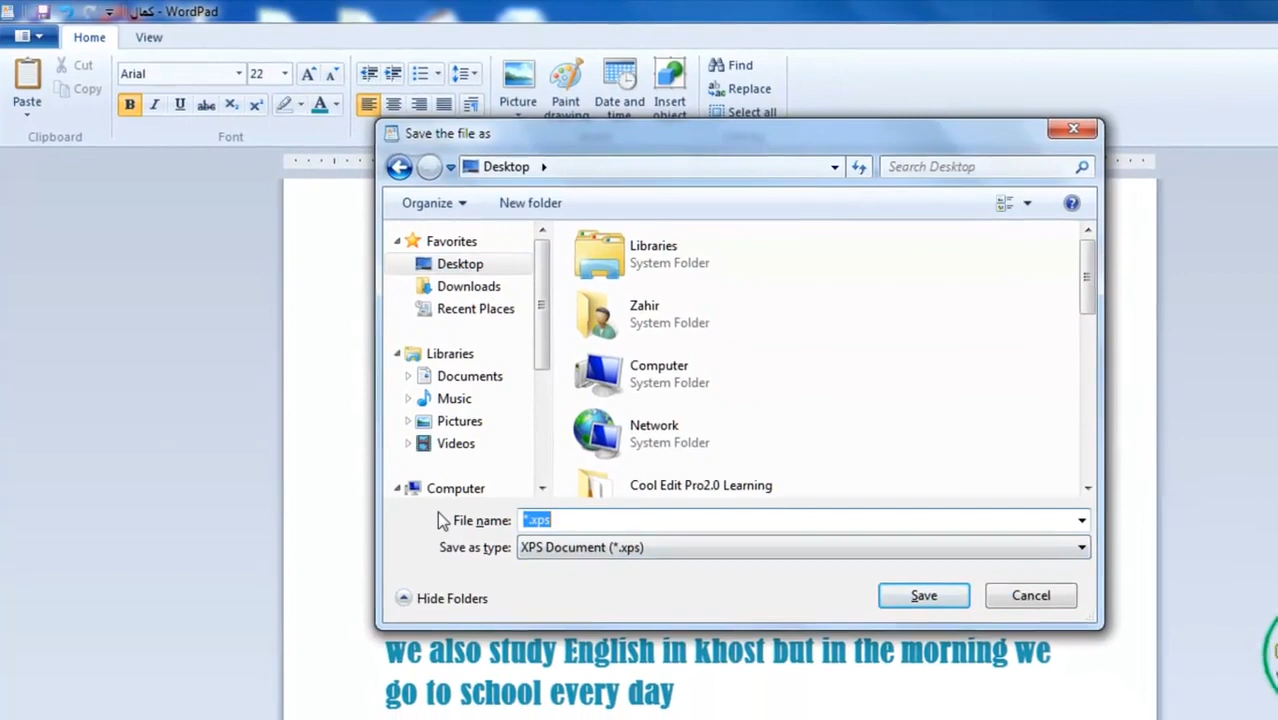 كمال - WordPad
Home View
Paste
Cut
Copy
Clipboard
Arial 22
B I U abc X₂ X² A
Font
Picture
Paint drawing
Date and time
Insert object
Find
Replace
Select all
Save the file as
Desktop
Search Desktop
Organize New folder
Favorites
Desktop
Downloads
Recent Places
Libraries
Documents
Music
Pictures
Videos
Computer
Libraries
System Folder
Zahir
System Folder
Computer
System Folder
Network
System Folder
Cool Edit Pro2.0 Learning
File name: *.xps
Save as type: XPS Document (*.xps)
Hide Folders Save Cancel
we also study English in khost but in the morning we
go to school every day